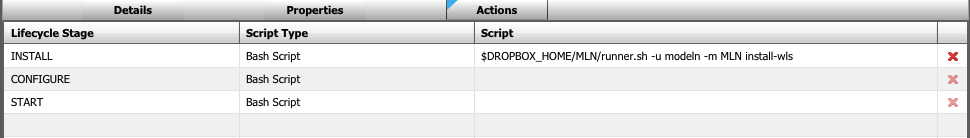 Details Properties Actions
Lifecycle Stage Script Type Script
INSTALL Bash Script $DROPBOX_HOME/MLN/runner.sh -u modeln -m MLN install-wls
CONFIGURE Bash Script
START Bash Script